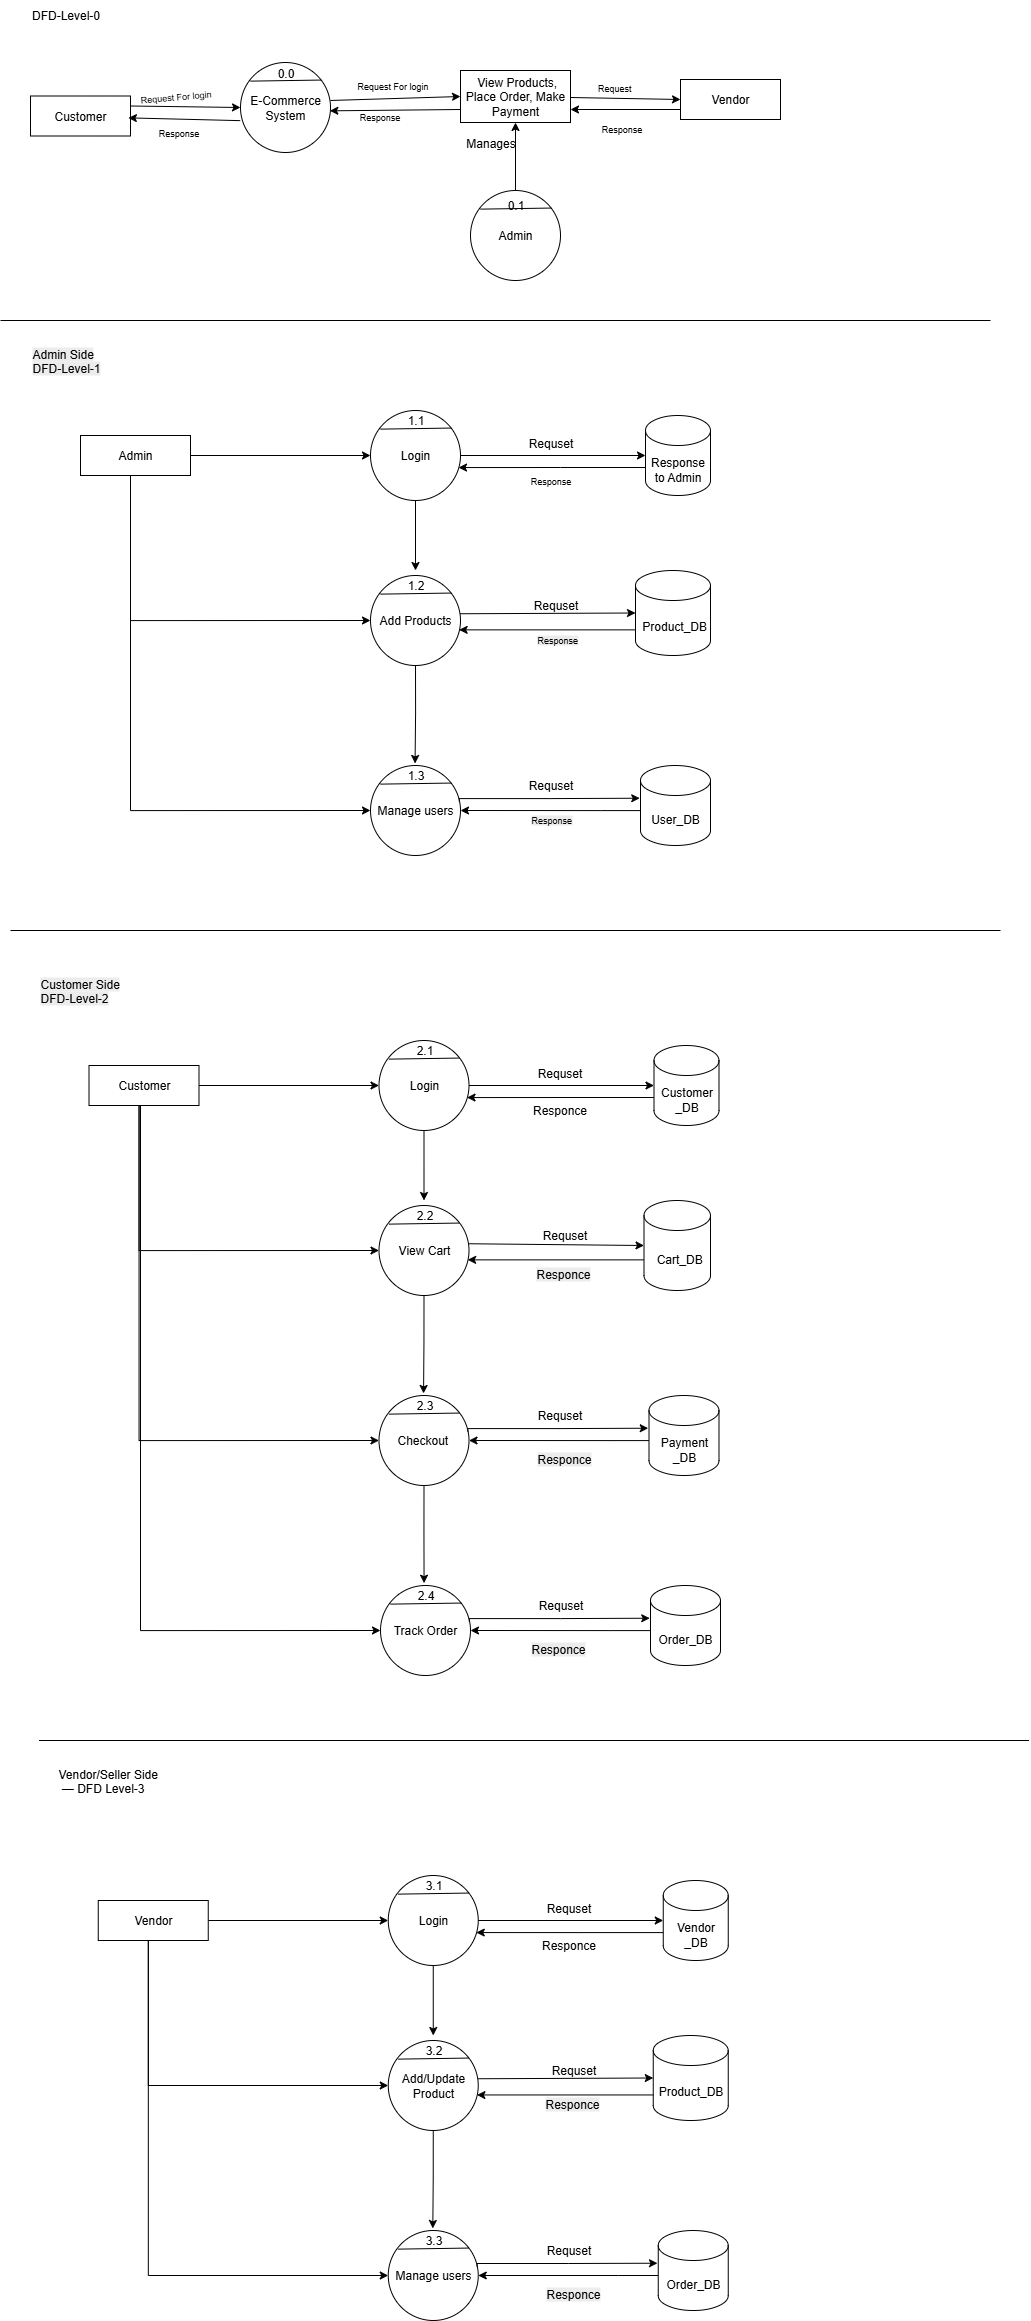 DFD-Level-0
0.0
E-Commerce
System
Customer
Request For login
Response
Request For login
Response
View Products,
Place Order, Make
Payment
Request
Response
Vendor
Manages
0.1
Admin
Admin Side
DFD-Level-1
Admin
1.1
Login
Requset
Response
Response
to Admin
1.2
Add Products
Requset
Response
Product_DB
1.3
Manage users
Requset
Response
User_DB
Customer Side
DFD-Level-2
Customer
2.1
Login
Requset
Responce
Customer
_DB
2.2
View Cart
Requset
Responce
Cart_DB
2.3
Checkout
Requset
Responce
Payment
_DB
2.4
Track Order
Requset
Responce
Order_DB
Vendor/Seller Side
— DFD Level-3
Vendor
3.1
Login
Requset
Responce
Vendor
_DB
3.2
Add/Update
Product
Requset
Responce
Product_DB
3.3
Manage users
Requset
Responce
Order_DB